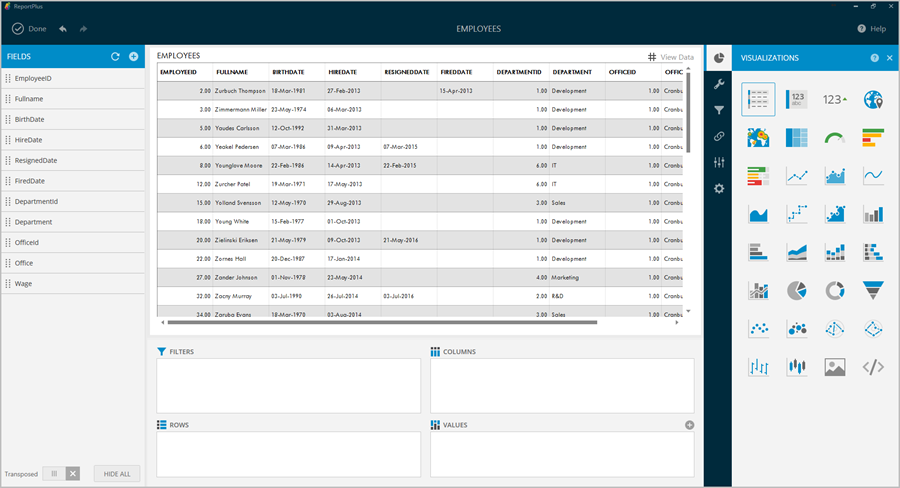 ReportPlus
Done
EMPLOYEES
Help
FIELDS
EmployeeID
Fullname
BirthDate
HireDate
ResignedDate
FiredDate
DepartmentId
Department
OfficeId
Office
Wage
Transposed
HIDE ALL
EMPLOYEES
View Data
EMPLOYEEID FULLNAME BIRTHDATE HIREDATE RESIGNEDDATE FIREDDATE DEPARTMENTID DEPARTMENT OFFICEID OFFIC
2.00 Zurbuch Thompson 18-Mar-1981 27-Feb-2013 15-Apr-2013 1.00 Development 1.00 Cranbu
3.00 Zimmermann Miller 23-May-1974 06-Mar-2013 1.00 Development 1.00 Cranbu
5.00 Youdes Carlsson 12-Oct-1992 31-Mar-2013 1.00 Development 1.00 Cranbu
6.00 Yeakel Pedersen 07-Mar-1986 09-Apr-2013 07-Mar-2015 1.00 Development 1.00 Cranbu
8.00 Younglove Moore 22-Feb-1986 14-Apr-2013 22-Feb-2015 6.00 IT 1.00 Cranbu
12.00 Zurcher Patel 19-Mar-1971 17-May-2013 6.00 IT 1.00 Cranbu
15.00 Yolland Svensson 12-May-1970 29-Aug-2013 3.00 Sales 1.00 Cranbu
18.00 Young White 15-Feb-1977 01-Oct-2013 1.00 Development 1.00 Cranbu
20.00 Zielinski Eriksen 21-May-1979 09-Oct-2013 21-May-2016 1.00 Development 1.00 Cranbu
22.00 Zornes Hall 20-Dec-1987 17-Jan-2014 1.00 Development 1.00 Cranbu
27.00 Zander Johnson 01-Nov-1978 23-May-2014 4.00 Marketing 1.00 Cranbu
32.00 Zacny Murray 03-Jul-1990 26-Jul-2014 03-Jul-2016 2.00 R&D 1.00 Cranbu
34.00 Zaruba Evans 18-Mar-1970 03-Aug-2014 3.00 Sales 1.00 Cranbu
FILTERS
COLUMNS
ROWS
VALUES
VISUALIZATIONS
123
abc
123